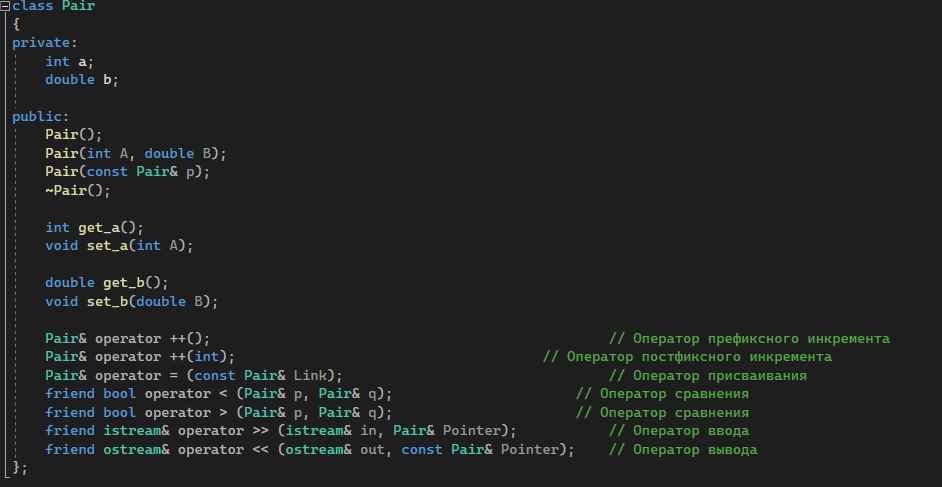 class Pair
{
private:
    int a;
    double b;

public:
    Pair();
    Pair(int A, double B);
    Pair(const Pair& p);
    ~Pair();

    int get_a();
    void set_a(int A);

    double get_b();
    void set_b(double B);

    Pair& operator ++(); // Оператор префиксного инкремента
    Pair& operator ++(int); // Оператор постфиксного инкремента
    Pair& operator = (const Pair& Link); // Оператор присваивания
    friend bool operator < (Pair& p, Pair& q); // Оператор сравнения
    friend bool operator > (Pair& p, Pair& q); // Оператор сравнения
    friend istream& operator >> (istream& in, Pair& Pointer); // Оператор ввода
    friend ostream& operator << (ostream& out, const Pair& Pointer); // Оператор вывода
};